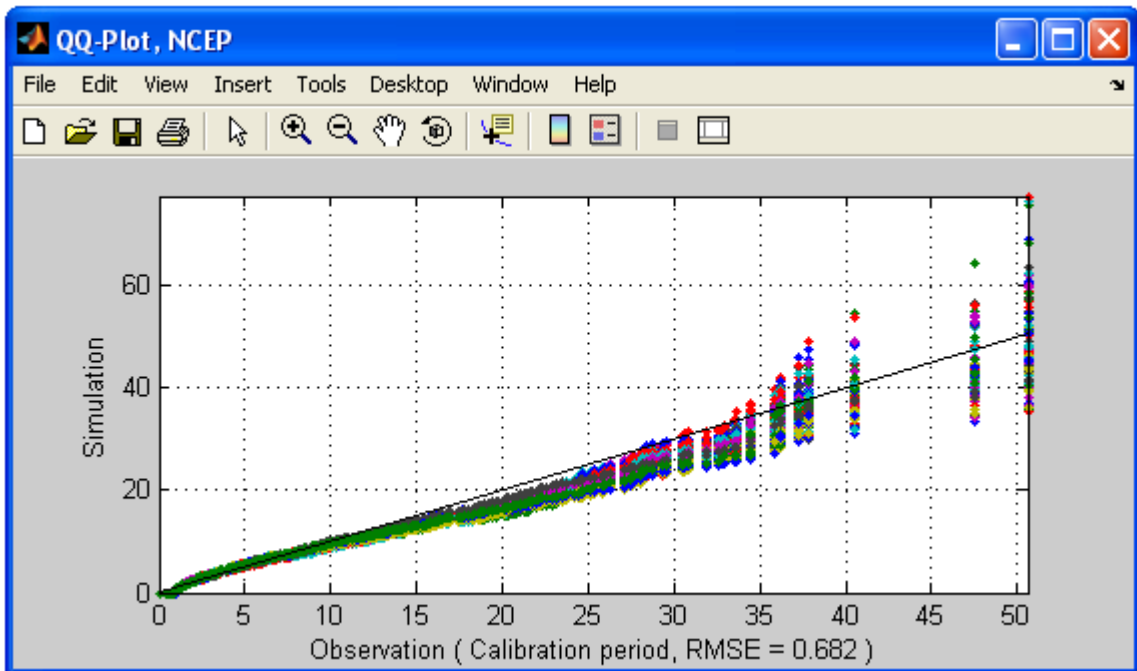 QQ-Plot, NCEP
File Edit View Insert Tools Desktop Window Help
60
40
20
0
Simulation
0 5 10 15 20 25 30 35 40 45 50
Observation ( Calibration period, RMSE = 0.682 )